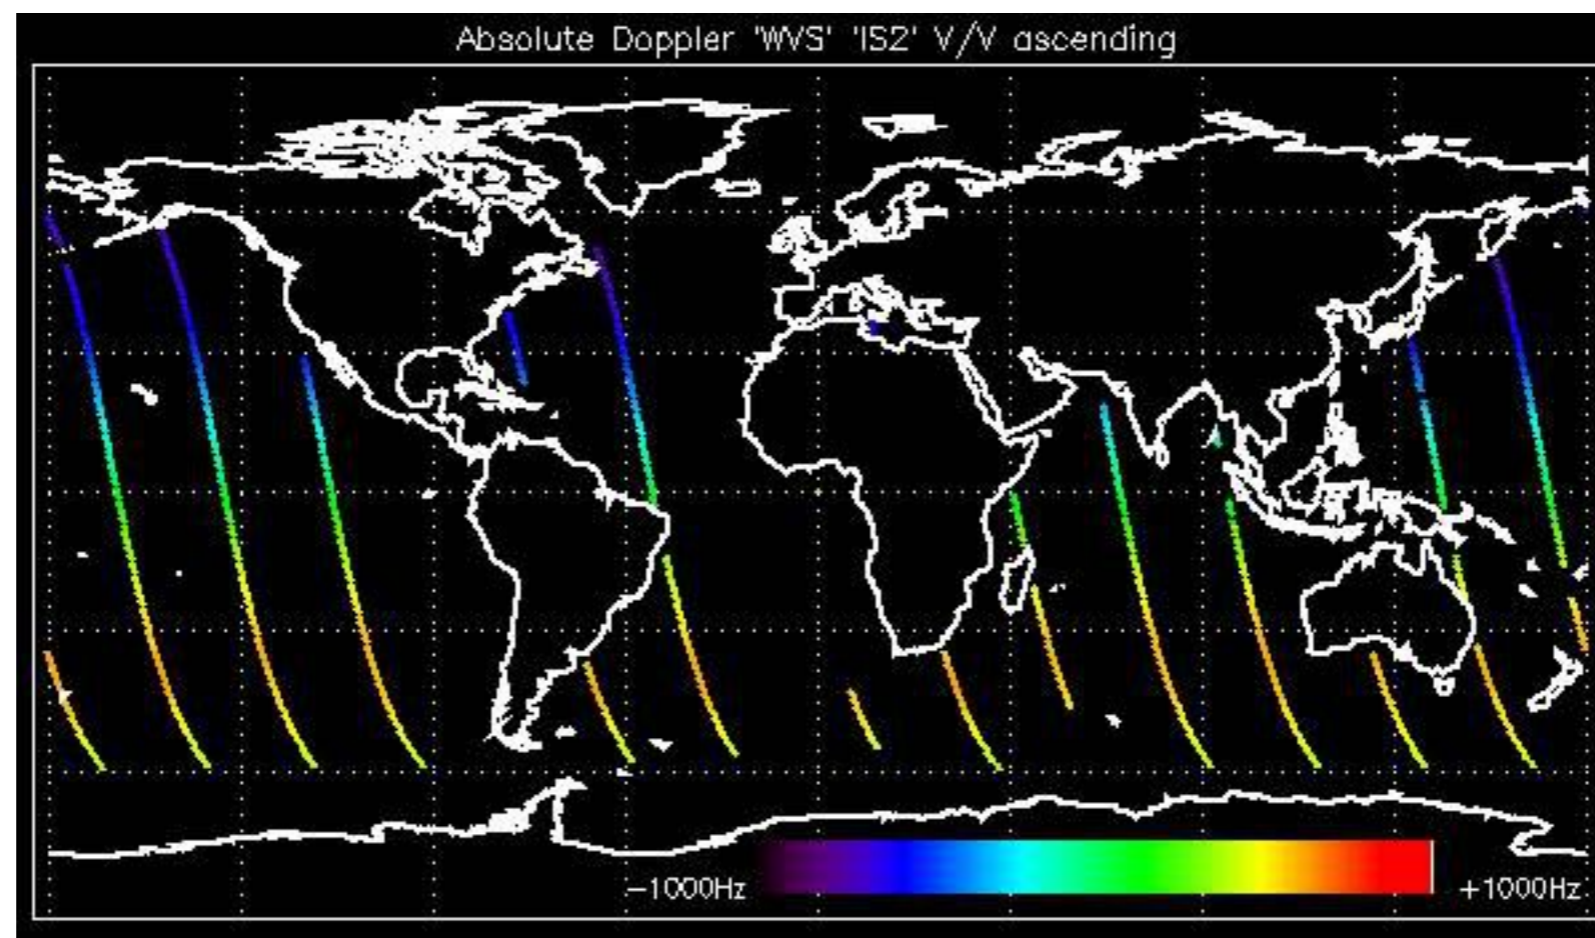 Absolute Doppler 'WVS' 'IS2' V/V ascending
−1000Hz
+1000Hz